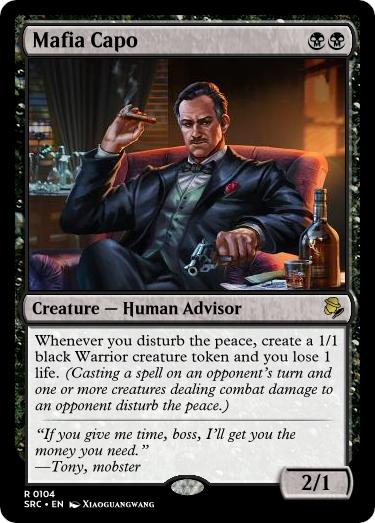 Mafia Capo
Creature — Human Advisor
Whenever you disturb the peace, create a 1/1
black Warrior creature token and you lose 1
life. (Casting a spell on an opponent's turn and
one or more creatures dealing combat damage to
an opponent disturb the peace.)
“If you give me time, boss, I'll get you the
money you need.”
—Tony, mobster
2/1
R 0104
SRC • EN Xiaoguangwang